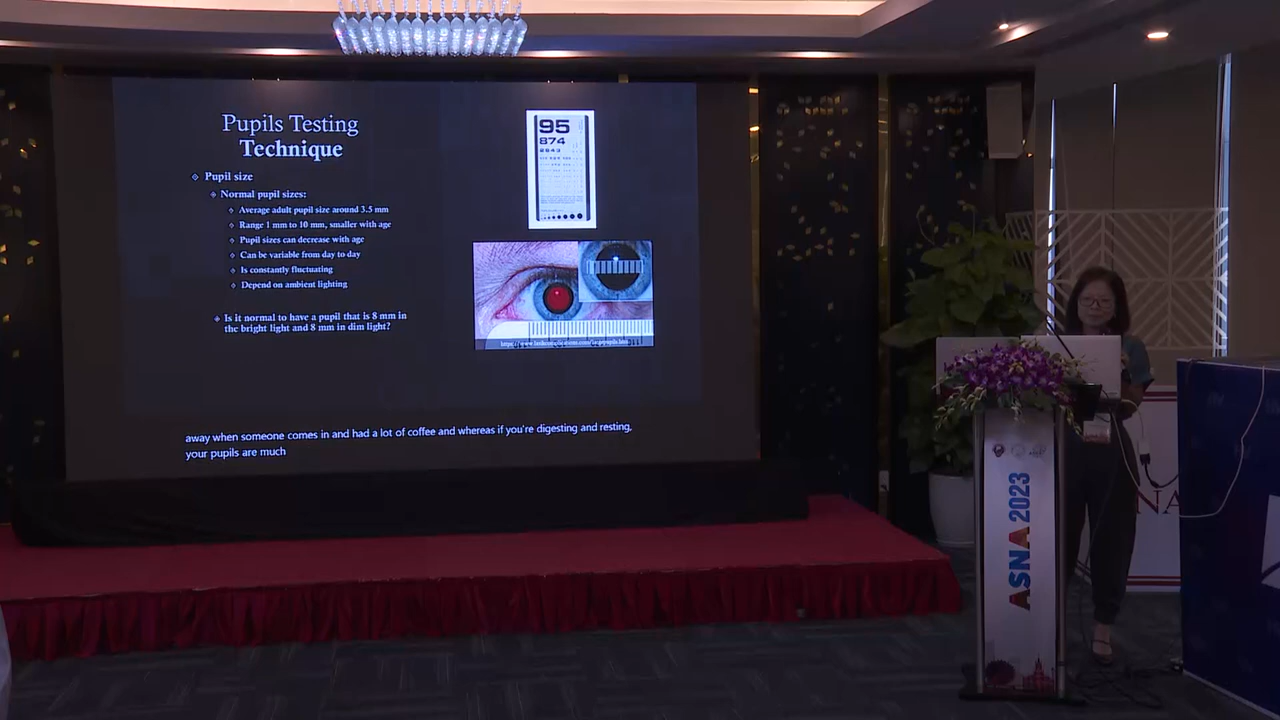 Pupils Testing
Technique
Pupil size
Normal pupil sizes:
Average adult pupil size around 3.5 mm
Range 1 mm to 10 mm, smaller with age
Pupil sizes can decrease with age
Can be variable from day to day
Is constantly fluctuating
Depend on ambient lighting
Is it normal to have a pupil that is 8 mm in
the bright light and 8 mm in dim light?
95
874
2843
away when someone comes in and had a lot of coffee and whereas if you're digesting and resting,
your pupils are much
ASNA 2023
NA